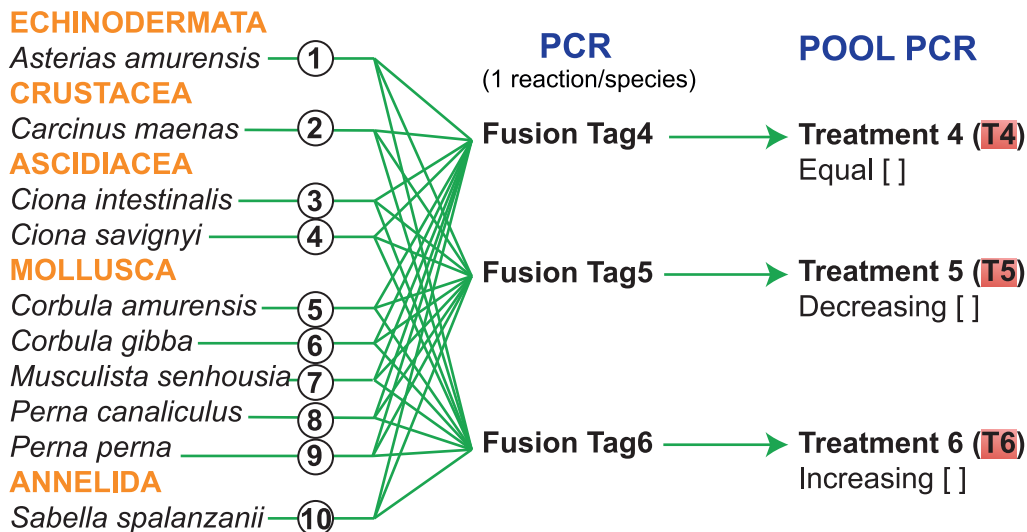 ECHINODERMATA
Asterias amurensis 1
CRUSTACEA
Carcinus maenas 2
ASCIDIACEA
Ciona intestinalis 3
Ciona savignyi 4
MOLLUSCA
Corbula amurensis 5
Corbula gibba 6
Musculista senhousia 7
Perna canaliculus 8
Perna perna 9
ANNELIDA
Sabella spalanzanii 10
PCR
(1 reaction/species)
Fusion Tag4
Fusion Tag5
Fusion Tag6
POOL PCR
Treatment 4 (T4)
Equal [ ]
Treatment 5 (T5)
Decreasing [ ]
Treatment 6 (T6)
Increasing [ ]